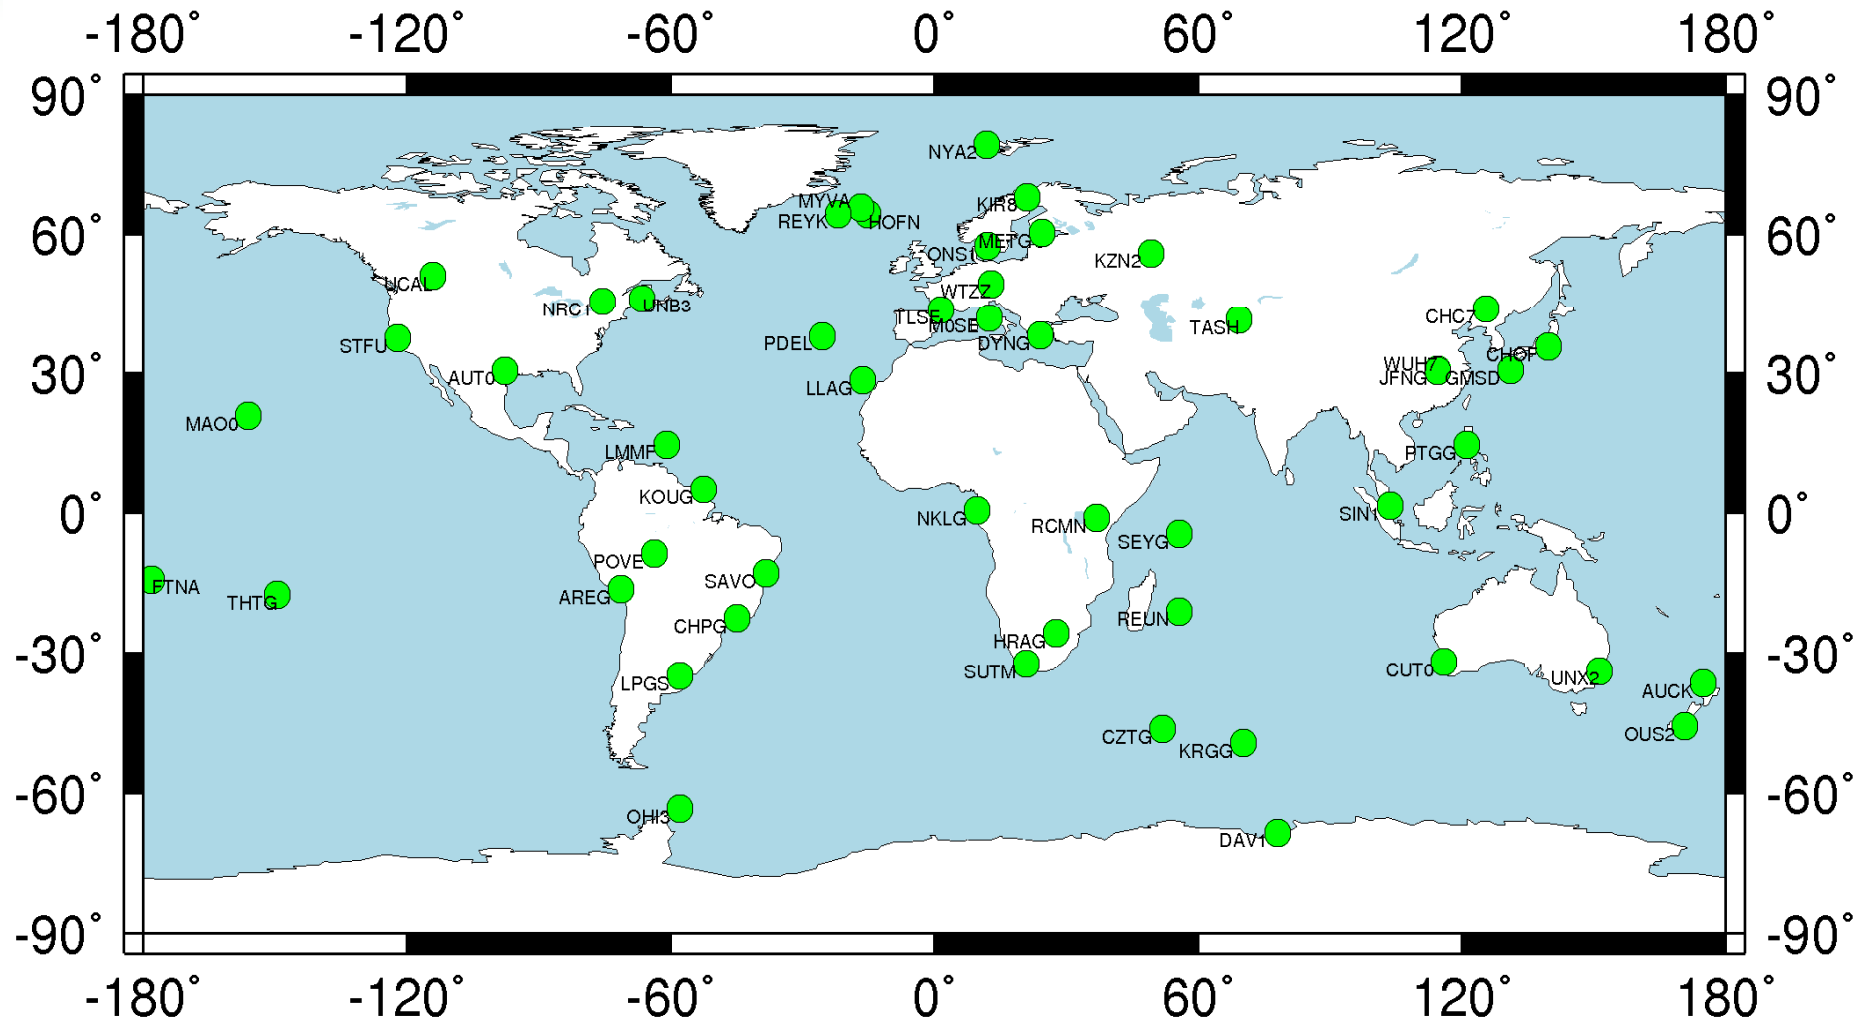 -180° -120° -60° 0° 60° 120° 180°
90° 90°
NYA2
MYVA KIR8
REYK HOFN
60° METG 60°
ONS1 KZN2
UCAL WTZZ
NRC1 UNB3
TLSE M0SE TASH CHC7
STFU PDEL DYNG
WUH7
30° AUT0 LLAG JFNG GMSD 30°
MAO0
LMMF PTGG
KOUG
0° NKLG RCMN SIN1 0°
SEYG
POVE
FTNA SAVO
THTG AREG
CHPG REUN
-30° HRAG -30°
SUTM CUT0
LPGS UNX2
AUCK
CZTG OUS2
KRGG
-60° -60°
OHI3
DAV1
-90° -90°
-180° -120° -60° 0° 60° 120° 180°